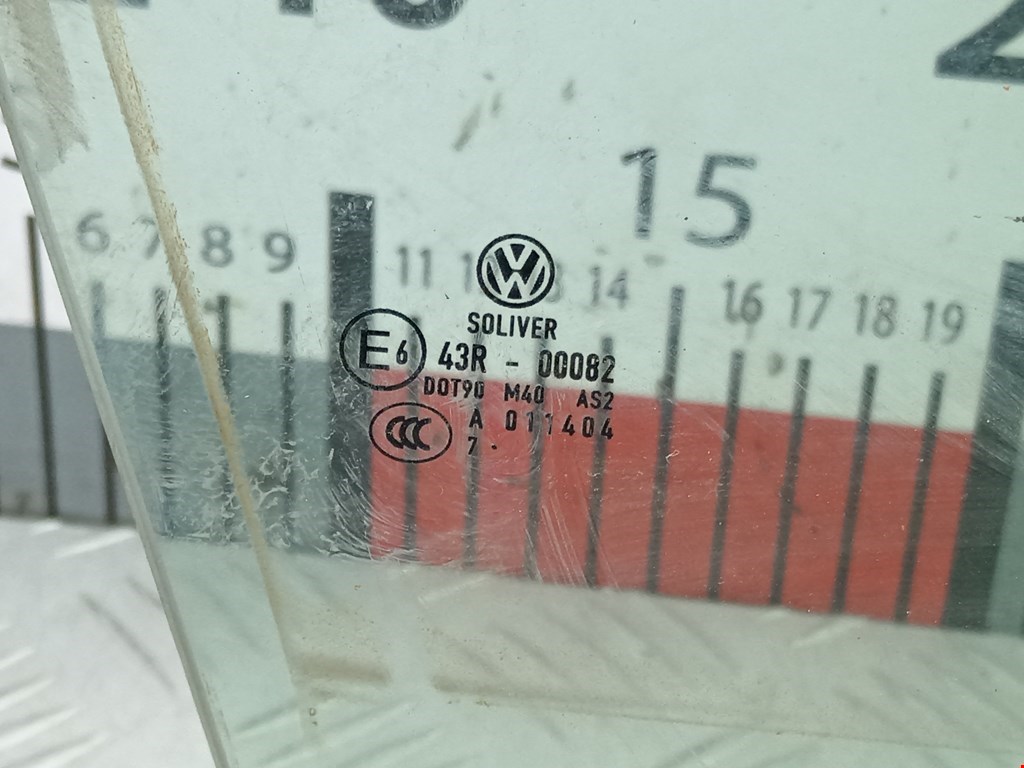 15
6 7 8 9 11 14 16 17 18 19
VW
SOLIVER
E6 43R - 00082
DOT90 M40 AS2
CCC A 011404
7 .